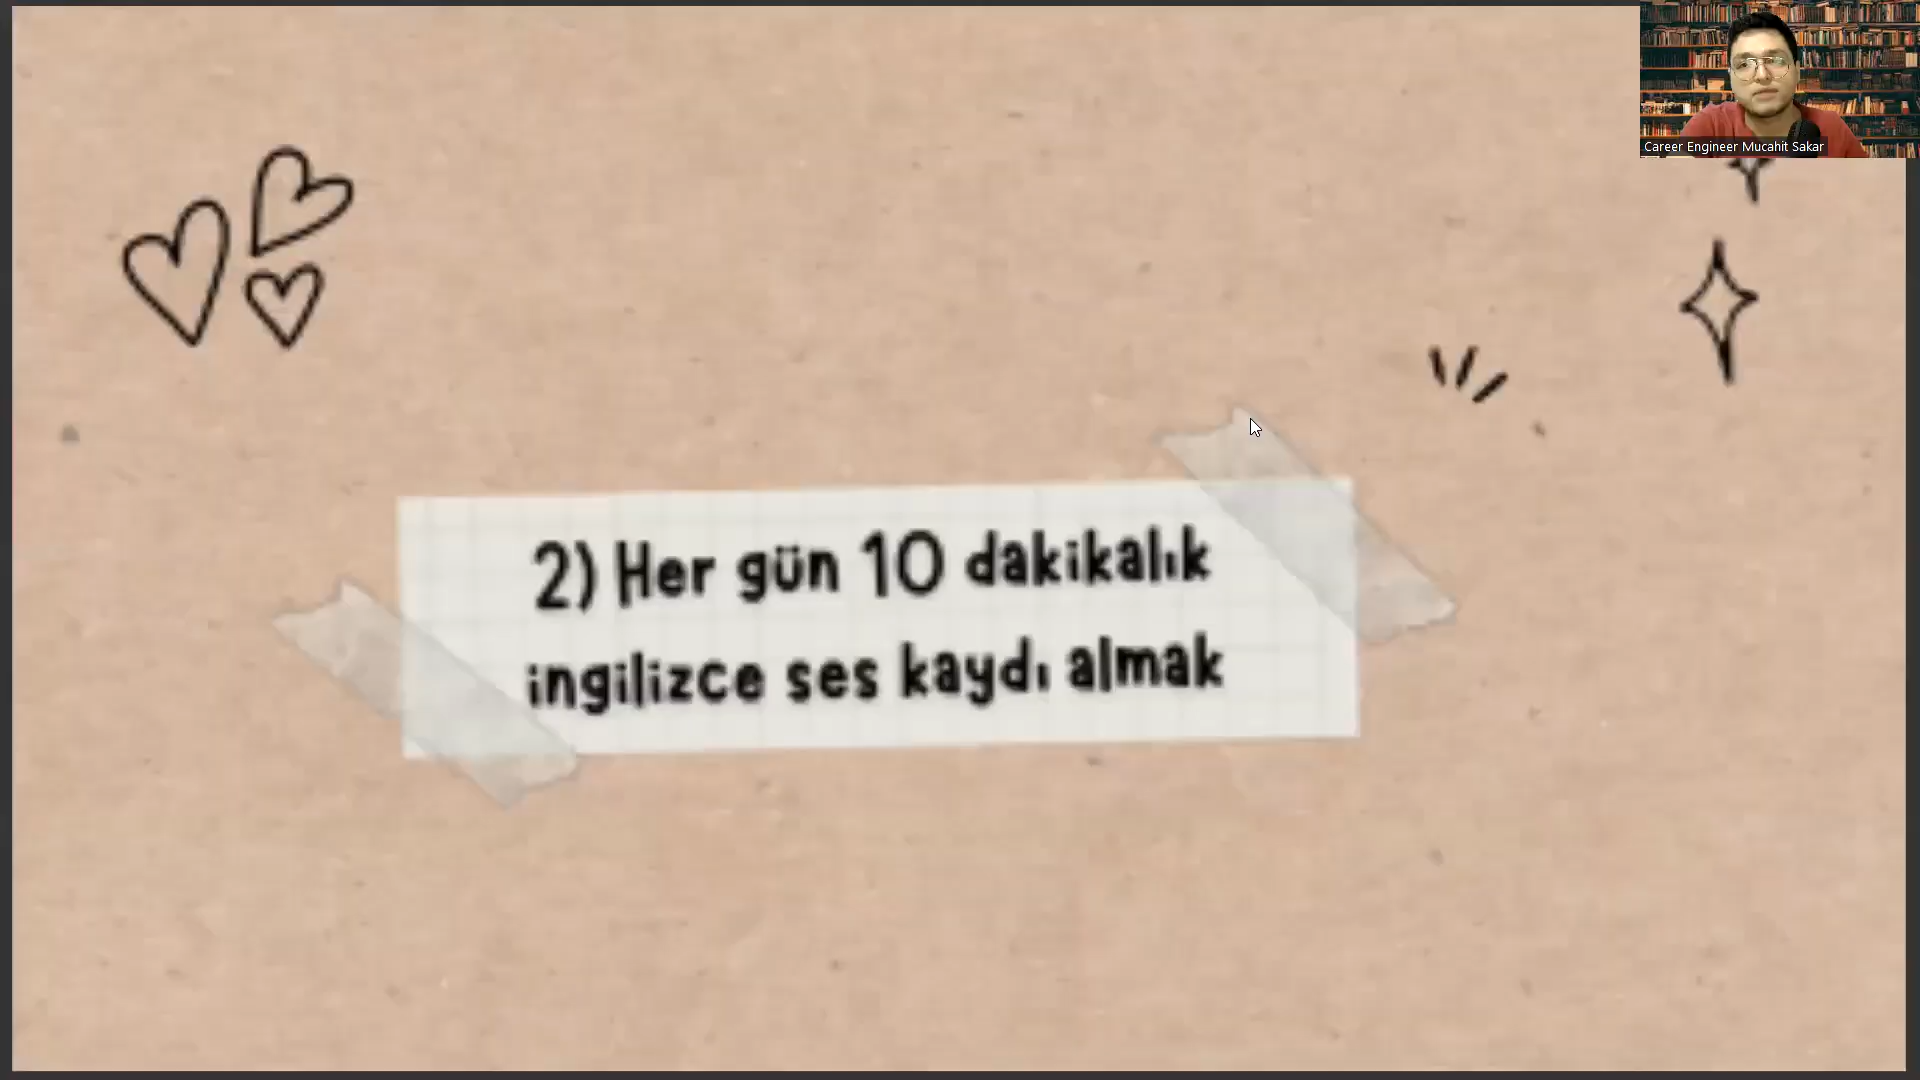 Career Engineer Mucahit Sakar
2) Her gün 10 dakikalık
ingilizce ses kaydı almak